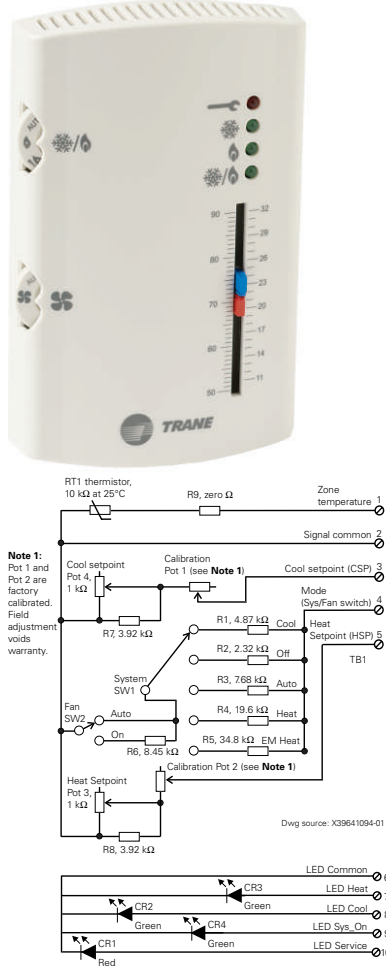 AUT
90
32
29
80
26
23
70
20
17
60
14
50
11
TRANE
RT1 thermistor,
10 kΩ at 25°C
R9, zero Ω
Zone
temperature 1
Signal common 2
Note 1:
Pot 1 and
Pot 2 are
factory
calibrated.
Field
adjustment
voids
warranty.
Cool setpoint
Pot 4,
1 kΩ
Calibration
Pot 1 (see Note 1)
Cool setpoint (CSP) 3
R7, 3.92 kΩ
Mode
(Sys/Fan switch) 4
R1, 4.87 kΩ Cool
Heat
Setpoint (HSP) 5
TB1
R2, 2.32 kΩ Off
System
SW1
R3, 7.68 kΩ Auto
R4, 19.6 kΩ Heat
R5, 34.8 kΩ EM Heat
Fan
SW2
Auto
On
R6, 8.45 kΩ
Calibration Pot 2 (see Note 1)
Heat Setpoint
Pot 3,
1 kΩ
R8, 3.92 kΩ
Dwg source: X39641094-01
LED Common 6
CR3
Green
LED Heat 7
CR2
Green
LED Cool 8
CR4
Green
LED Sys_On 9
CR1
Red
LED Service 10